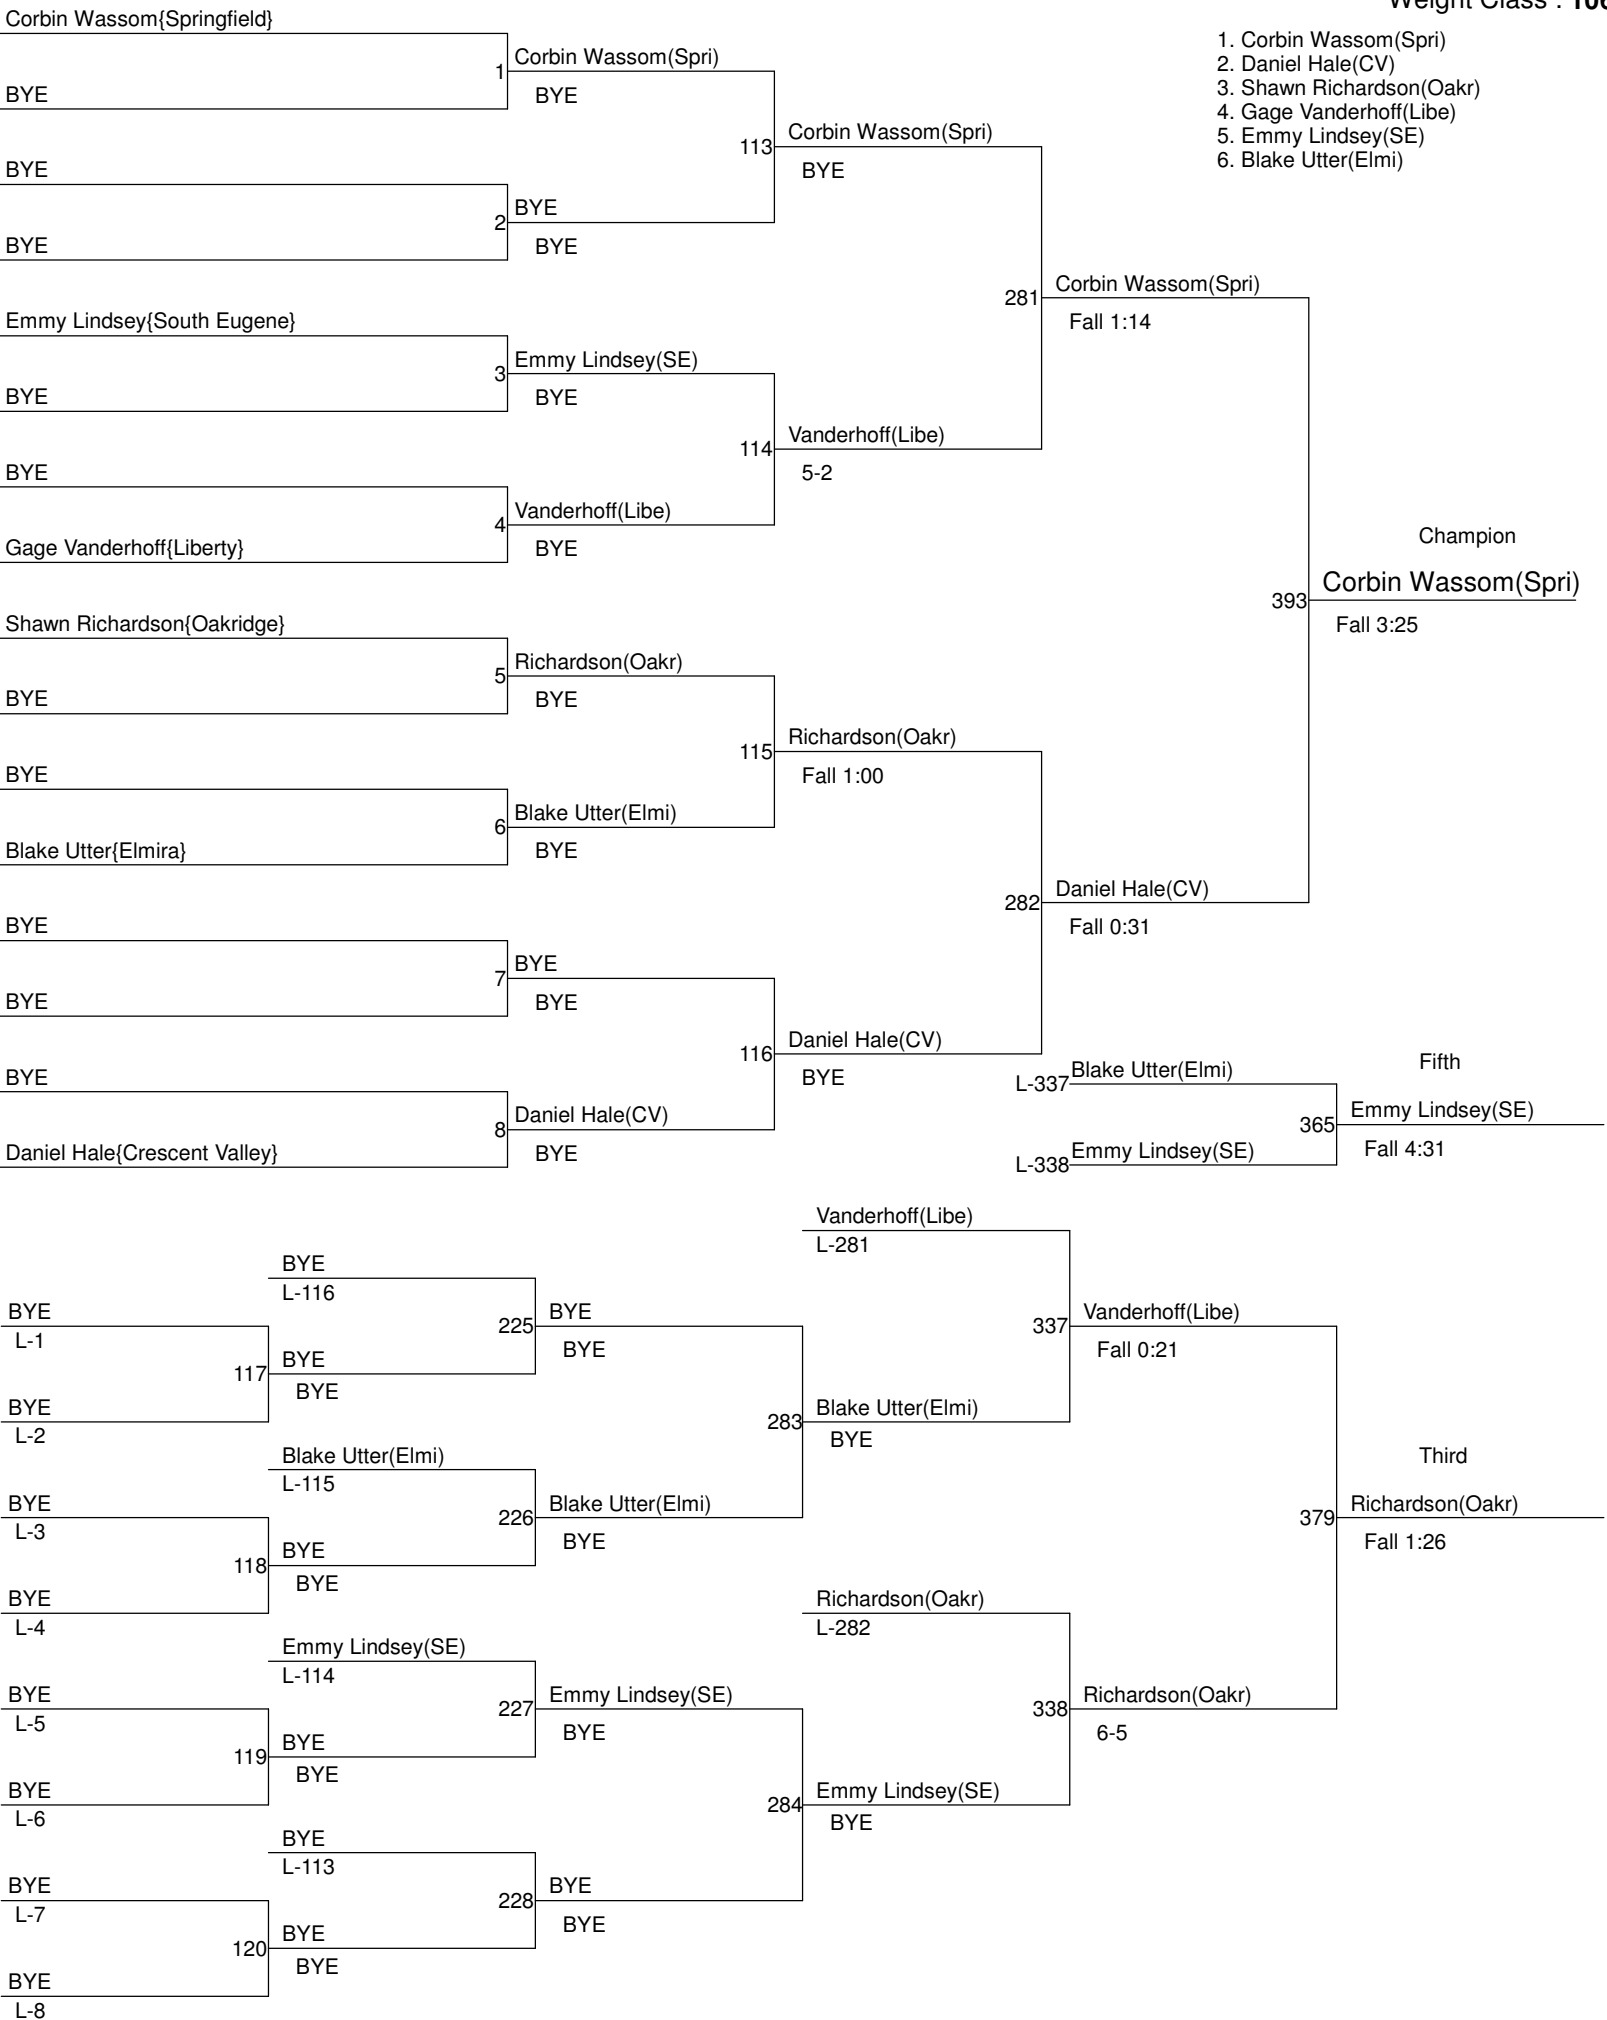 Weight Class :
1. Corbin Wassom(Spri)
2. Daniel Hale(CV)
3. Shawn Richardson(Oakr)
4. Gage Vanderhoff(Libe)
5. Emmy Lindsey(SE)
6. Blake Utter(Elmi)
Corbin Wassom{Springfield}
BYE
1
BYE
BYE
2
Emmy Lindsey{South Eugene}
BYE
3
BYE
Gage Vanderhoff{Liberty}
4
Shawn Richardson{Oakridge}
BYE
5
BYE
Blake Utter{Elmira}
6
BYE
BYE
7
BYE
Daniel Hale{Crescent Valley}
8
Corbin Wassom(Spri)
BYE
113
BYE
BYE
Emmy Lindsey(SE)
BYE
114
Vanderhoff(Libe)
BYE
Richardson(Oakr)
BYE
115
Blake Utter(Elmi)
BYE
BYE
BYE
116
Daniel Hale(CV)
BYE
Corbin Wassom(Spri)
BYE
281
Vanderhoff(Libe)
5-2
Richardson(Oakr)
Fall 1:00
282
Daniel Hale(CV)
BYE
Corbin Wassom(Spri)
Fall 1:14
393
Daniel Hale(CV)
Fall 0:31
Champion
Corbin Wassom(Spri)
Fall 3:25
L-337
Blake Utter(Elmi)
365
L-338
Emmy Lindsey(SE)
Fifth
Emmy Lindsey(SE)
Fall 4:31
BYE
L-1
117
BYE
L-2
BYE
L-3
118
BYE
L-4
BYE
L-5
119
BYE
L-6
BYE
L-7
120
BYE
L-8
BYE
L-116
225
BYE
BYE
Blake Utter(Elmi)
L-115
226
BYE
BYE
Emmy Lindsey(SE)
L-114
227
BYE
BYE
BYE
L-113
228
BYE
BYE
BYE
BYE
283
Blake Utter(Elmi)
BYE
Emmy Lindsey(SE)
BYE
284
BYE
BYE
Vanderhoff(Libe)
L-281
337
Blake Utter(Elmi)
BYE
Richardson(Oakr)
L-282
338
Emmy Lindsey(SE)
BYE
Vanderhoff(Libe)
Fall 0:21
379
Richardson(Oakr)
6-5
Third
Richardson(Oakr)
Fall 1:26